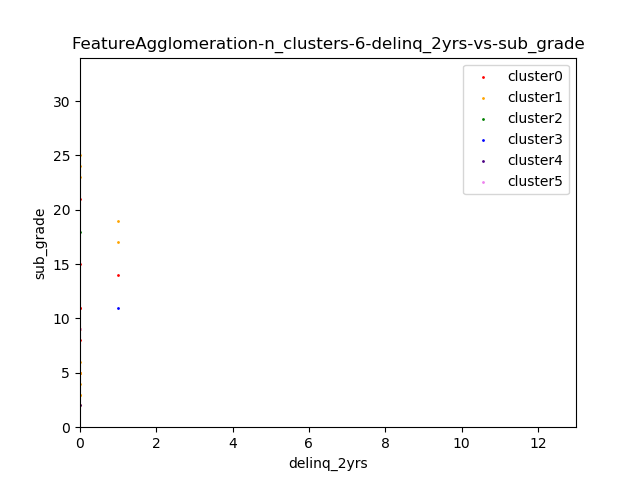 FeatureAgglomeration-n_clusters-6-delinq_2yrs-vs-sub_grade
cluster0
cluster1
cluster2
cluster3
cluster4
cluster5
30
25
20
15
10
5
0
sub_grade
0 2 4 6 8 10 12
delinq_2yrs